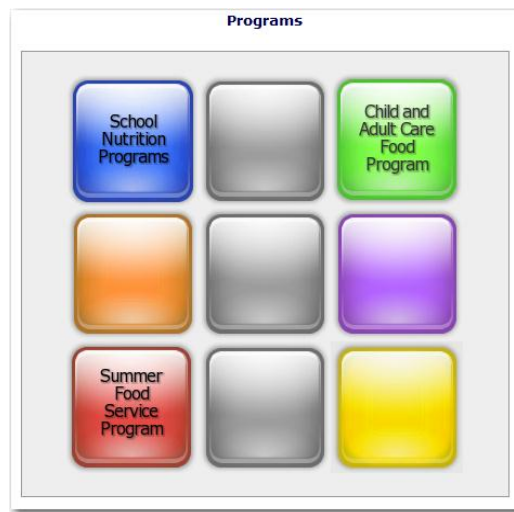 Programs
School
Nutrition
Programs
Child and
Adult Care
Food
Program
Summer
Food
Service
Program